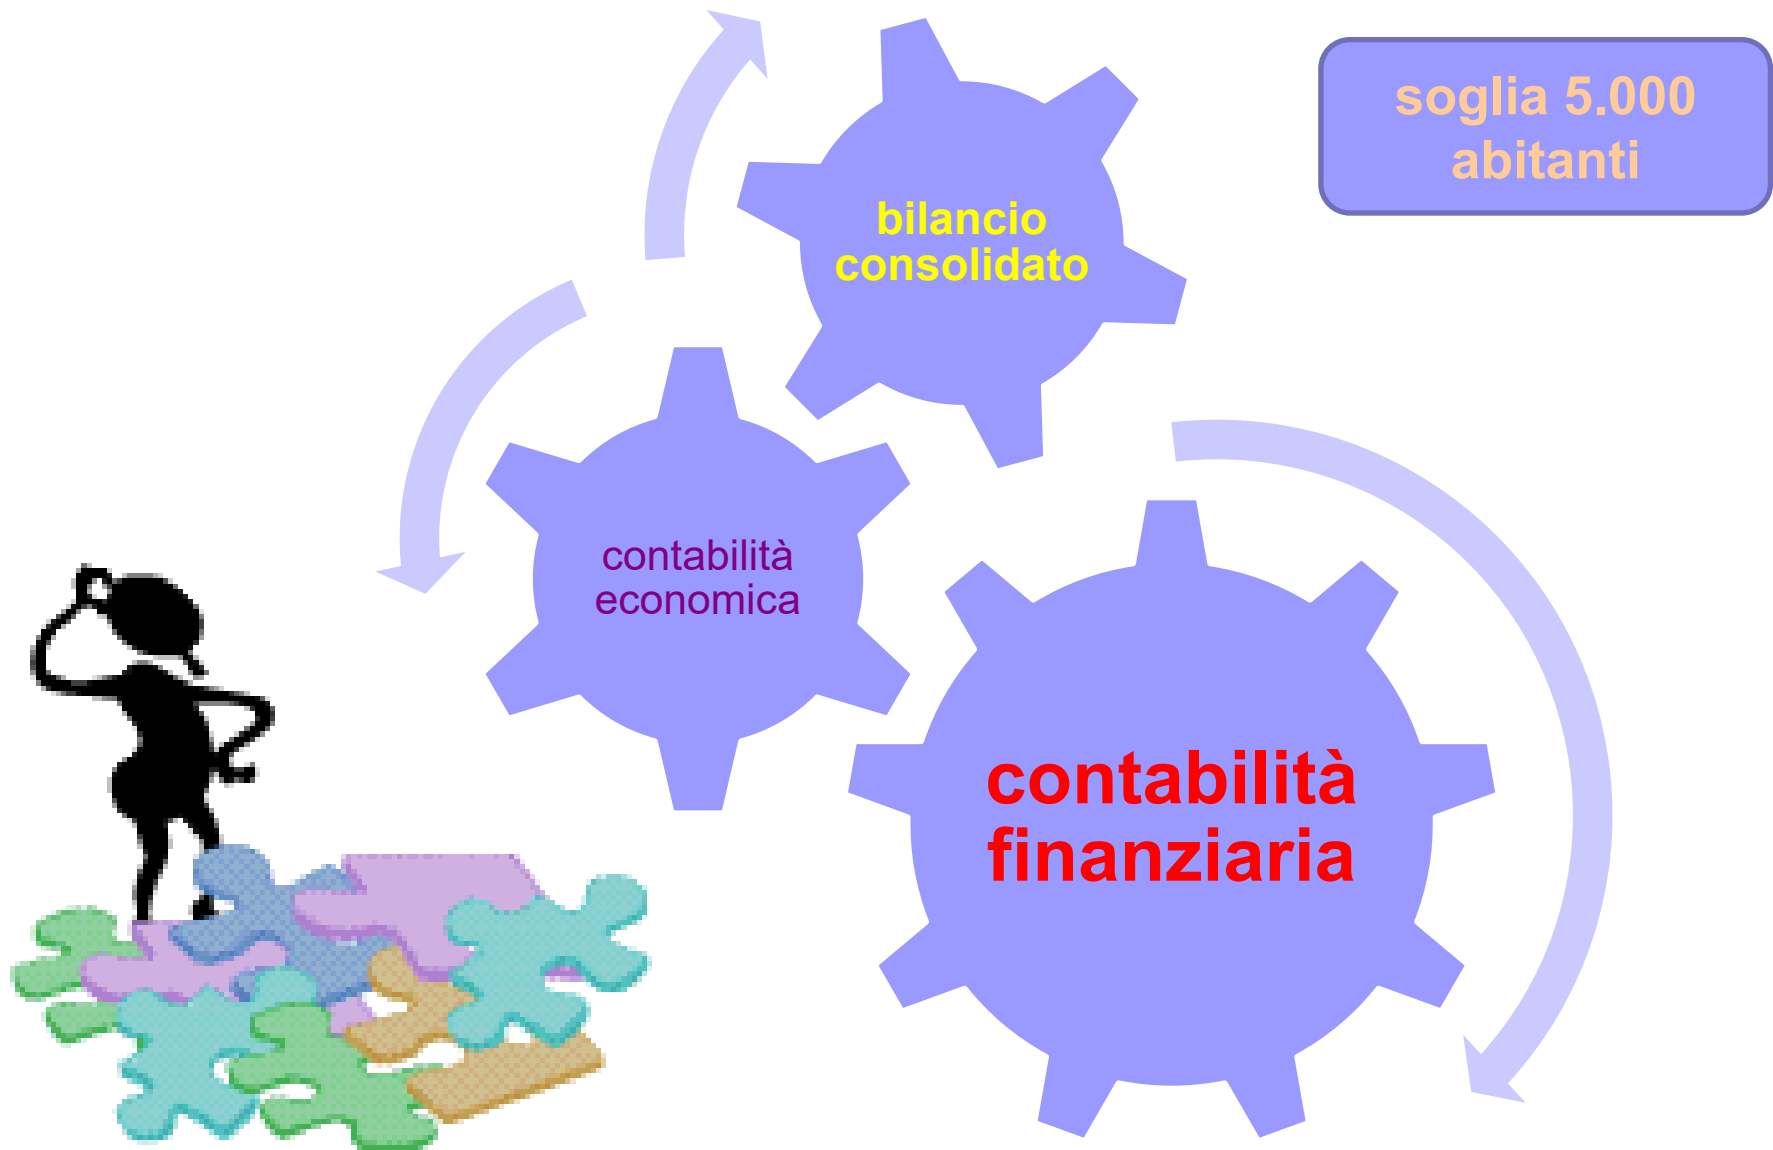 soglia 5.000
abitanti
bilancio
consolidato
contabilità
economica
contabilità
finanziaria